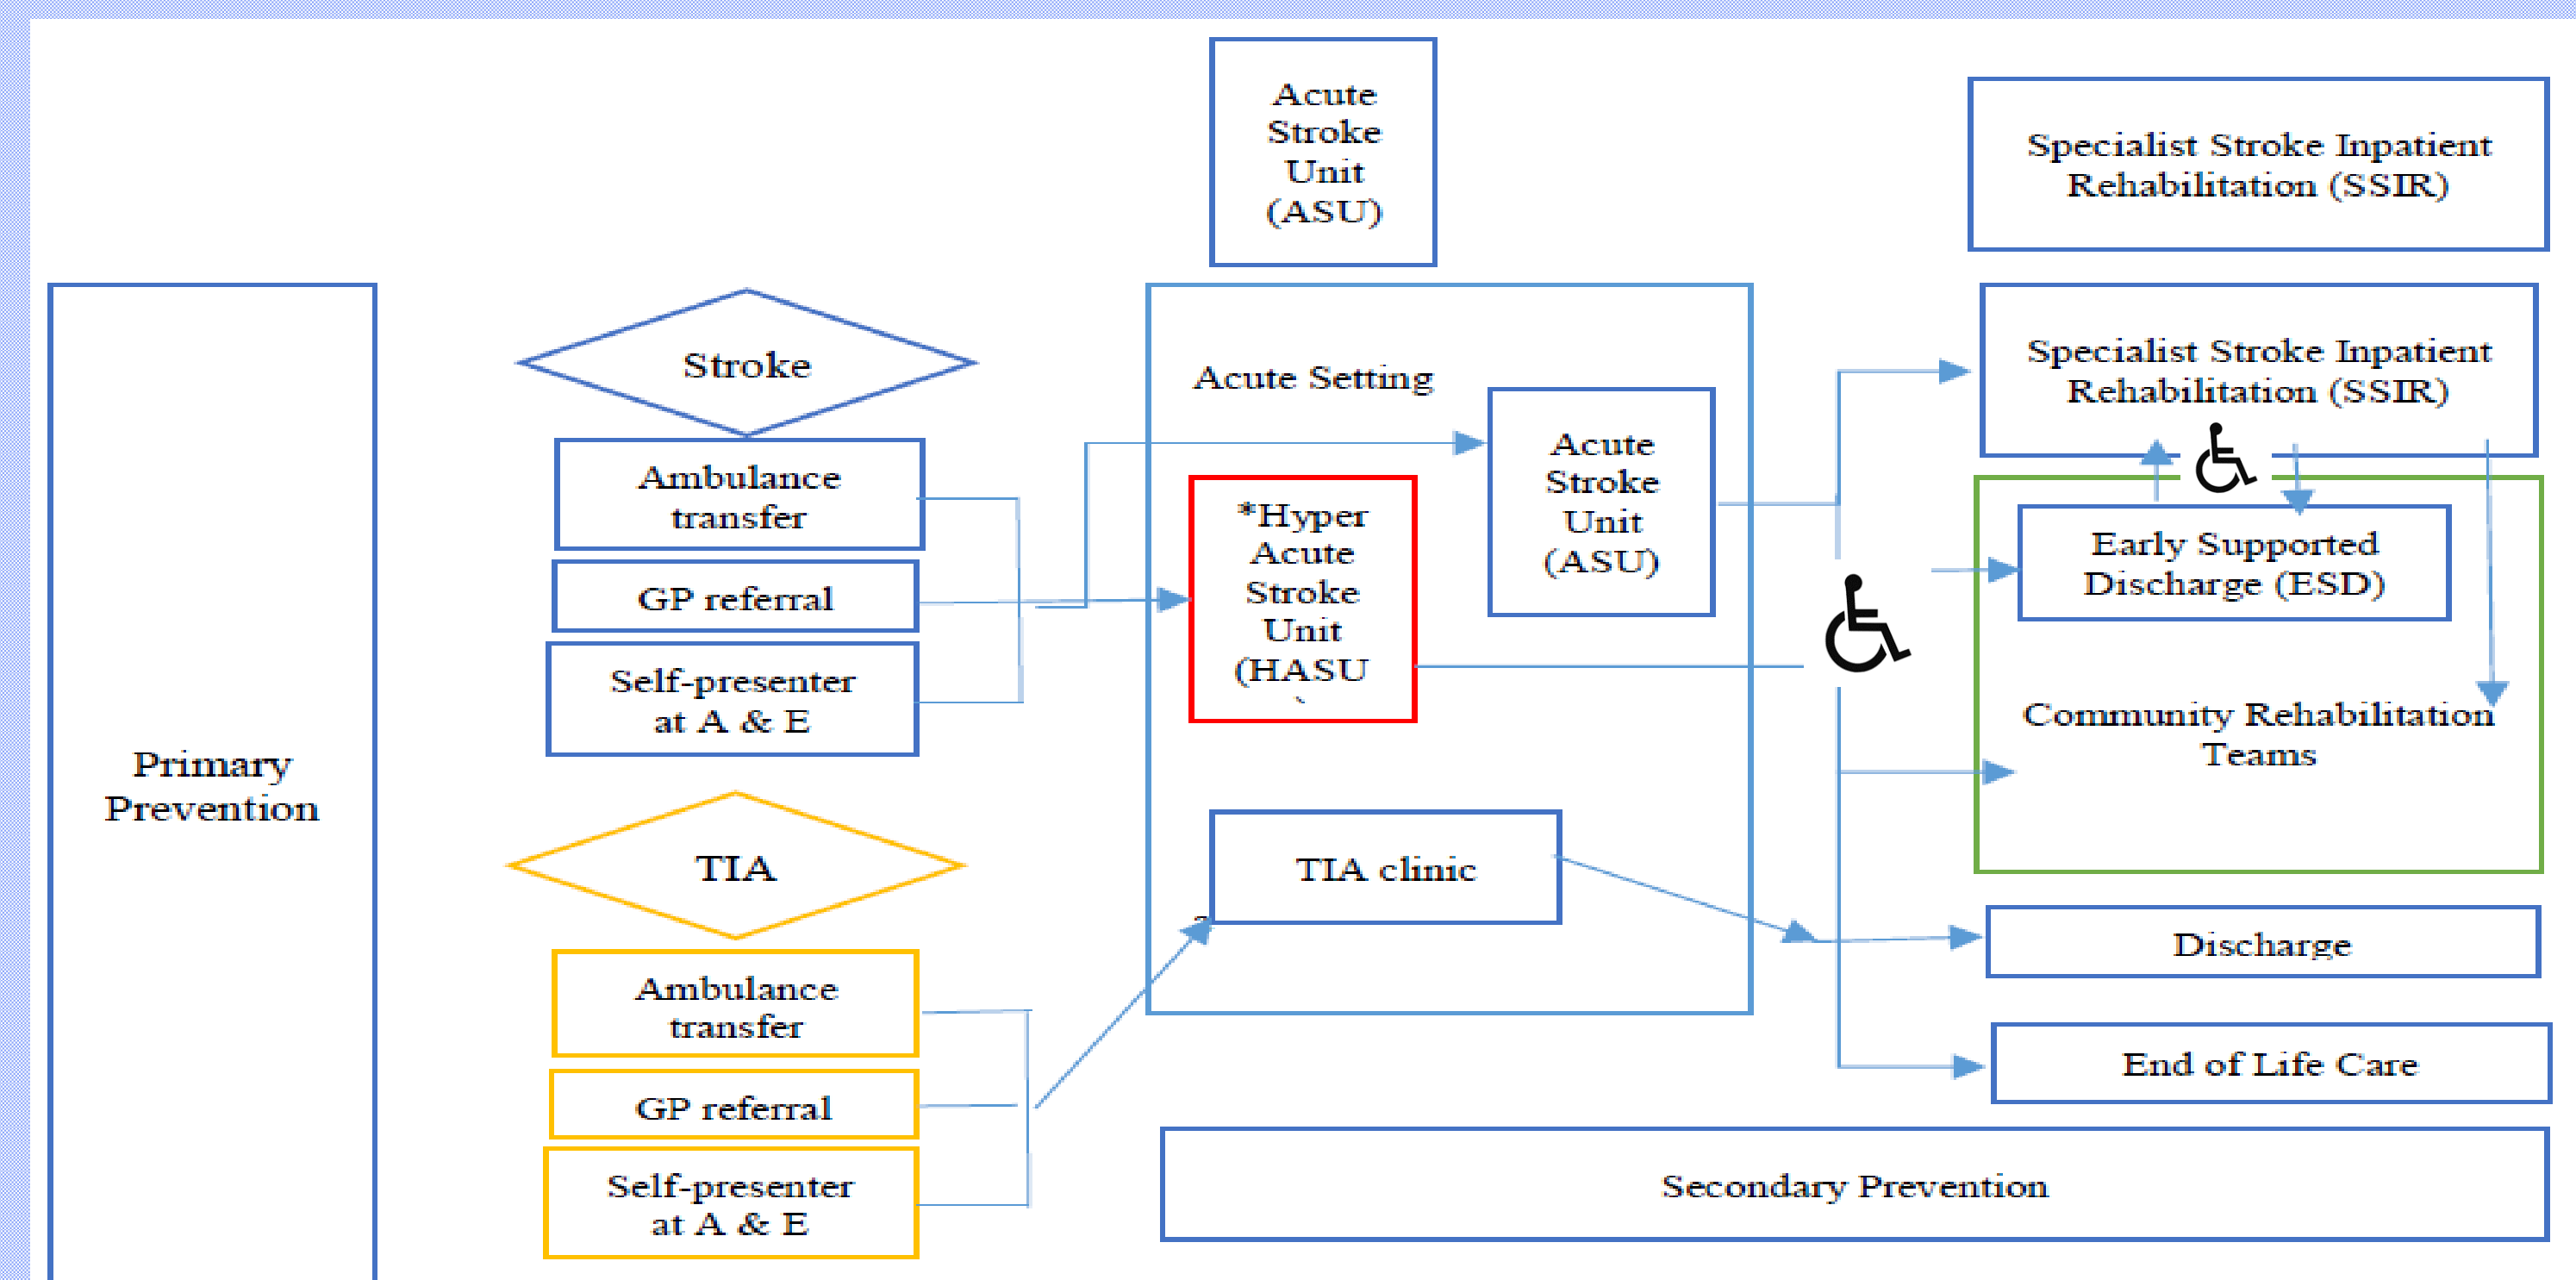 Acute
Stroke
Unit
(ASU)
Specialist Stroke Inpatient
Rehabilitation (SSIR)
Primary
Prevention
Stroke
Ambulance
transfer
GP referral
Self-presenter
at A & E
TIA
Ambulance
transfer
GP referral
Self-presenter
at A & E
Acute Setting
*Hyper
Acute
Stroke
Unit
(HASU
Acute
Stroke
Unit
(ASU)
TIA clinic
Specialist Stroke Inpatient
Rehabilitation (SSIR)
Early Supported
Discharge (ESD)
Community Rehabilitation
Teams
Discharge
End of Life Care
Secondary Prevention